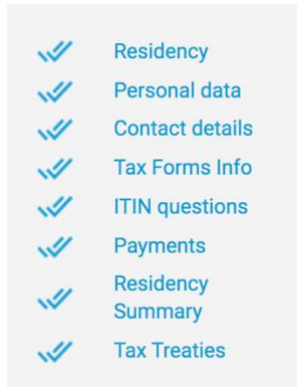 Residency
Personal data
Contact details
Tax Forms Info
ITIN questions
Payments
Residency
Summary
Tax Treaties